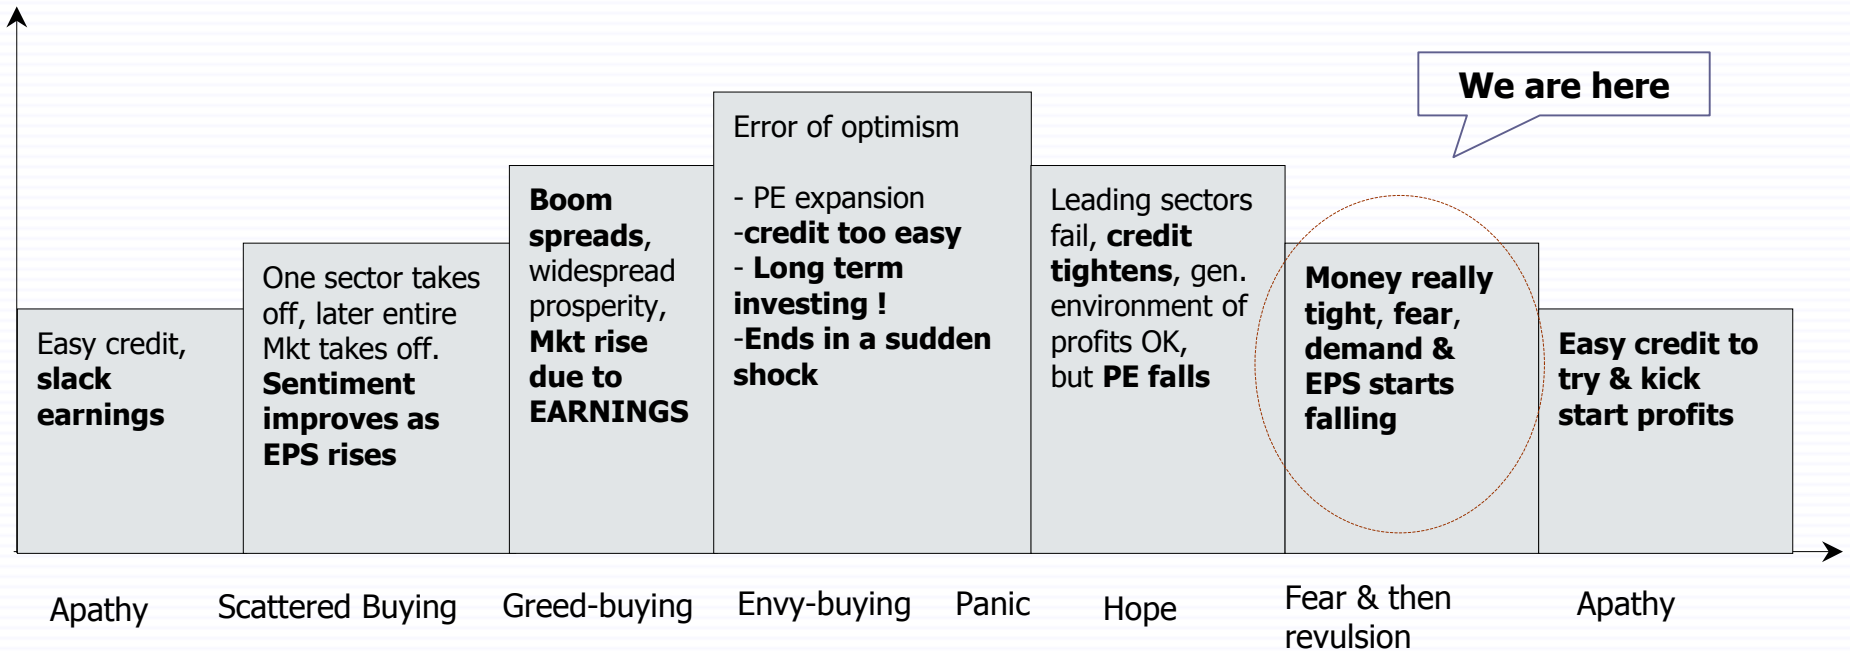 We are here
Easy credit,
slack
earnings
One sector takes
off, later entire
Mkt takes off.
Sentiment
improves as
EPS rises
Boom
spreads,
widespread
prosperity,
Mkt rise
due to
EARNINGS
Error of optimism
- PE expansion
-credit too easy
- Long term
investing !
-Ends in a sudden
shock
Leading sectors
fail, credit
tightens, gen.
environment of
profits OK,
but PE falls
Money really
tight, fear,
demand &
EPS starts
falling
Easy credit to
try & kick
start profits
Apathy
Scattered Buying
Greed-buying
Envy-buying
Panic
Hope
Fear & then
revulsion
Apathy